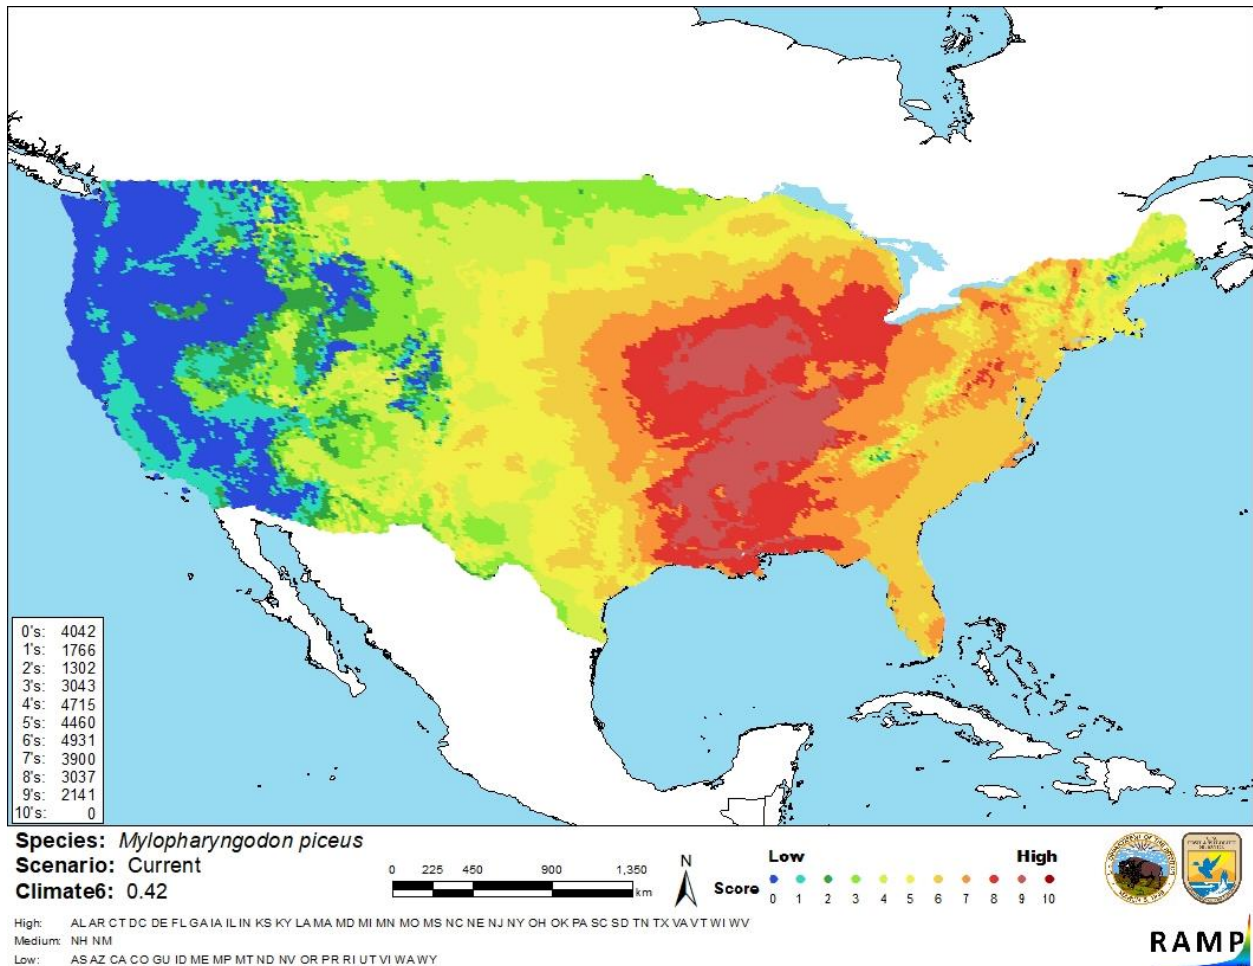 0's: 4042
1's: 1766
2's: 1302
3's: 3043
4's: 4715
5's: 4460
6's: 4931
7's: 3900
8's: 3037
9's: 2141
10's: 0
Species: Mylopharyngodon piceus
Scenario: Current
Climate6: 0.42
0 225 450 900 1,350
km
N
Low High
Score
0 1 2 3 4 5 6 7 8 9 10
High: AL AR CT DC DE FL GA IA IL IN KS KY LA MA MD MI MN MO MS NC NE NJ NY OH OK PA SC SD TN TX VA VT WI WV
Medium: NH NM
Low: AS AZ CA CO GU ID ME MP MT ND NV OR PR RI UT VI WA WY
RAMP